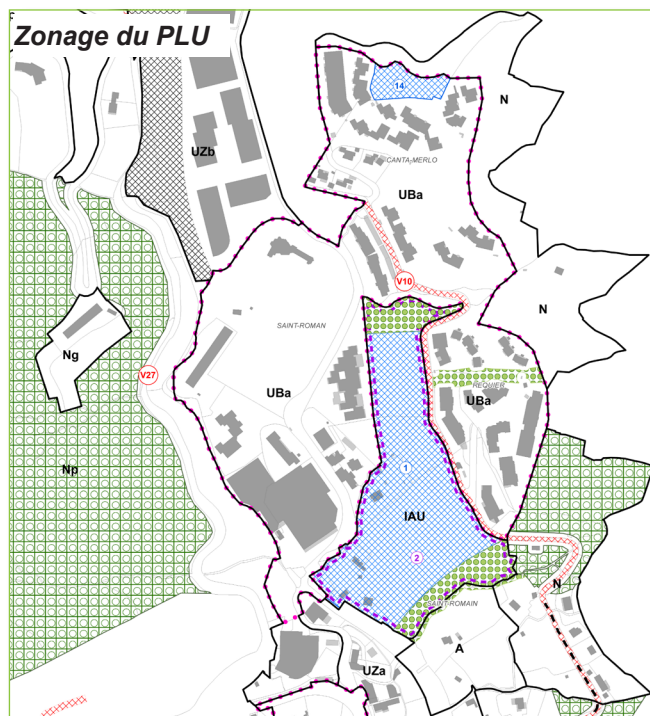 Zonage du PLU
14
N
UZb
CANTA-MERLO
UBa
V10
N
SAINT-ROMAN
Ng
V27
REQUIER
UBa
UBa
Np
1
IAU
2
N
SAINT-ROMAIN
A
UZa